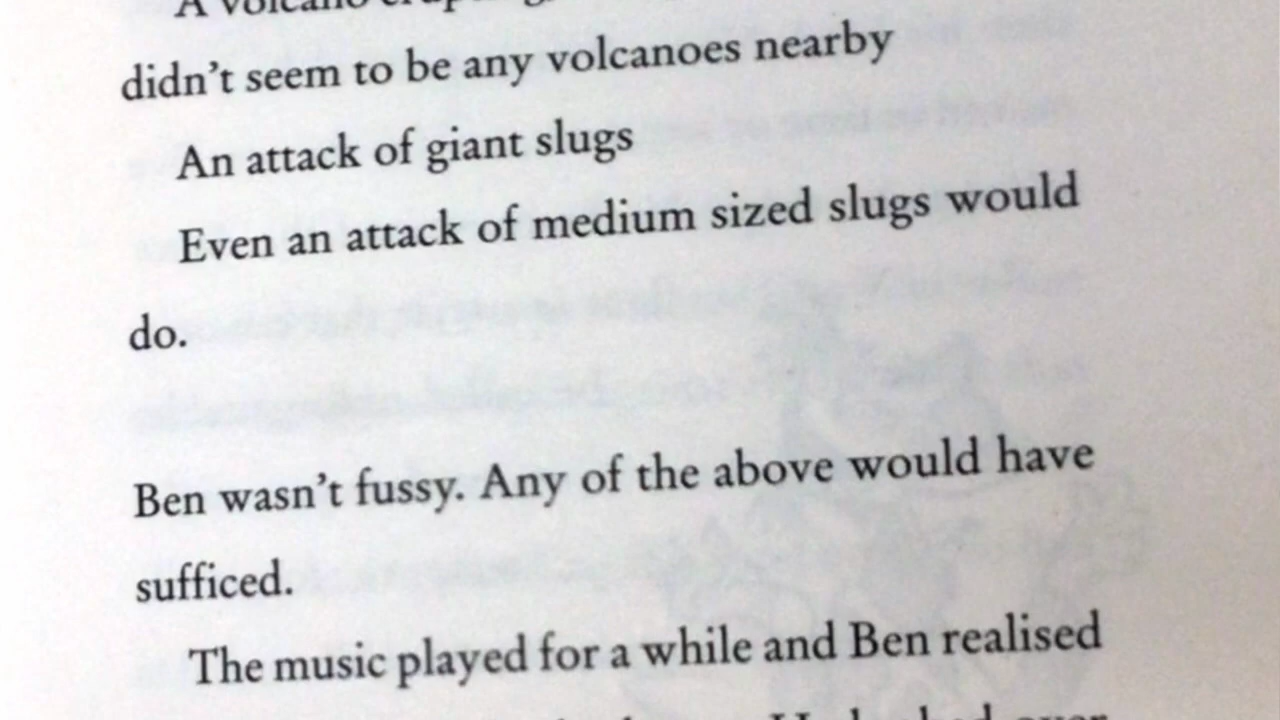 A volcano
didn't seem to be any volcanoes nearby
An attack of giant slugs
Even an attack of medium sized slugs would
do.
Ben wasn't fussy. Any of the above would have
sufficed.
The music played for a while and Ben realised